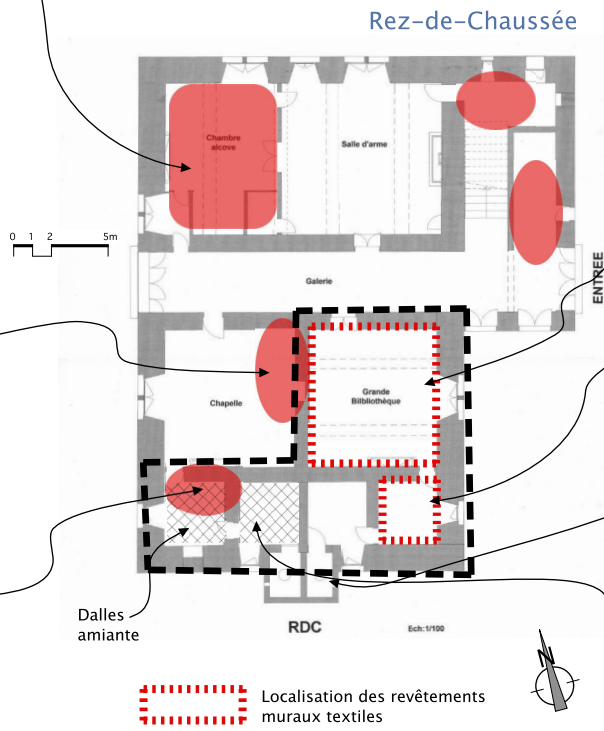 Rez-de-Chaussée
Chambre
alcove
Salle d'arme
0 1 2 5m
Galerie
ENTREE
Grande
Bilbliothèque
Chapelle
Dalles
amiante
RDC
Ech:1/100
N
Localisation des revêtements
muraux textiles